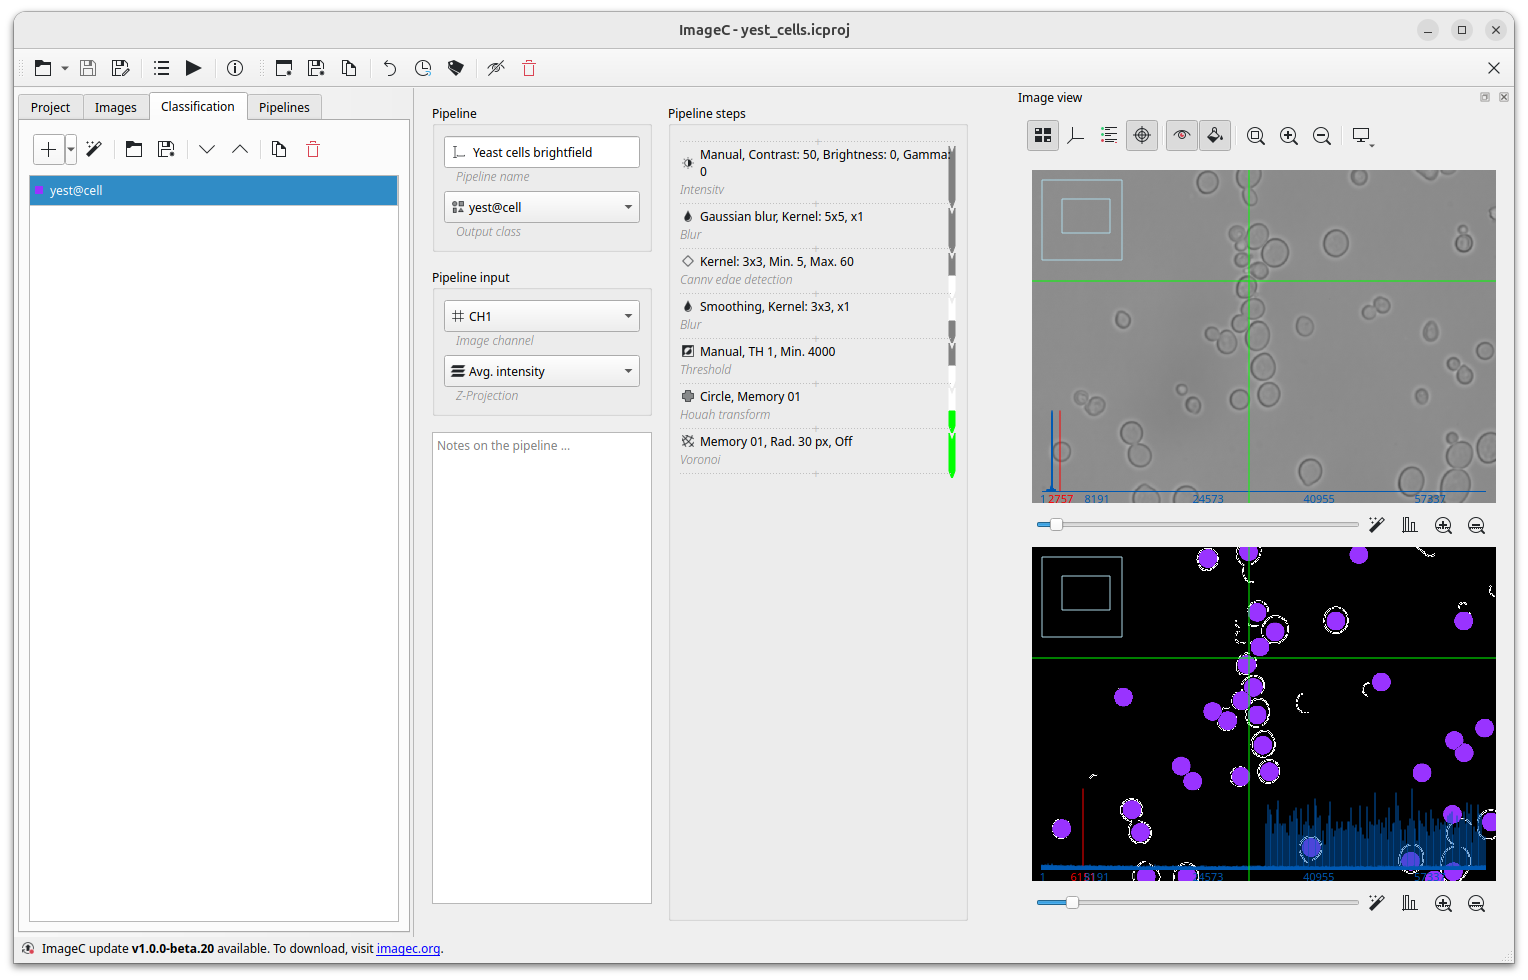 ImageC - yest_cells.icproj
Project
Images
Classification
Pipelines
yest@cell
Pipeline
Yeast cells brightfield
Pipeline name
yest@cell
Output class
Pipeline input
CH1
Image channel
Avg. intensity
Z-Projection
Notes on the pipeline ...
Pipeline steps
Manual, Contrast: 50, Brightness: 0, Gamma:
0
Intensity
Gaussian blur, Kernel: 5x5, x1
Blur
Kernel: 3x3, Min. 5, Max. 60
Canny edge detection
Smoothing, Kernel: 3x3, x1
Blur
Manual, TH 1, Min. 4000
Threshold
Circle, Memory 01
Hough transform
Memory 01, Rad. 30 px, Off
Voronoi
Image view
1 2757 8191 24573 40955 57337
1 40955
ImageC update v1.0.0-beta.20 available. To download, visit imagec.org.